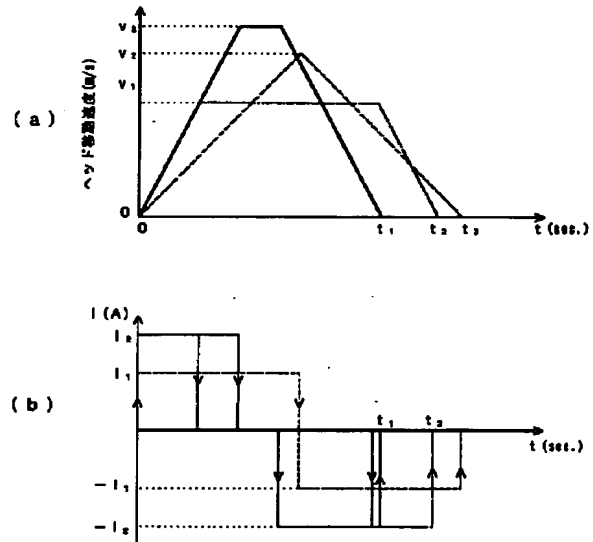 (a)
ヘッド移動速度(m/s)
V₃
V₂
V₁
0
0
t₁
t₂
t₃
t(sec.)
(b)
I(A)
I₂
I₁
t₁
t₂
t(sec.)
-I₁
-I₂